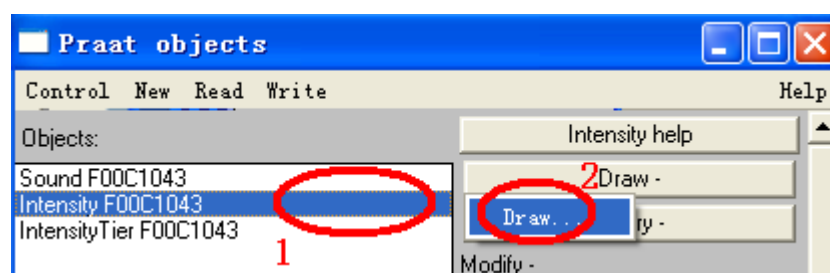 Praat objects
Control New Read Write Help
Objects:
Intensity help
Sound F00C1043
2
Draw -
Intensity F00C1043
Draw...
ry -
IntensityTier F00C1043
1
Modify -